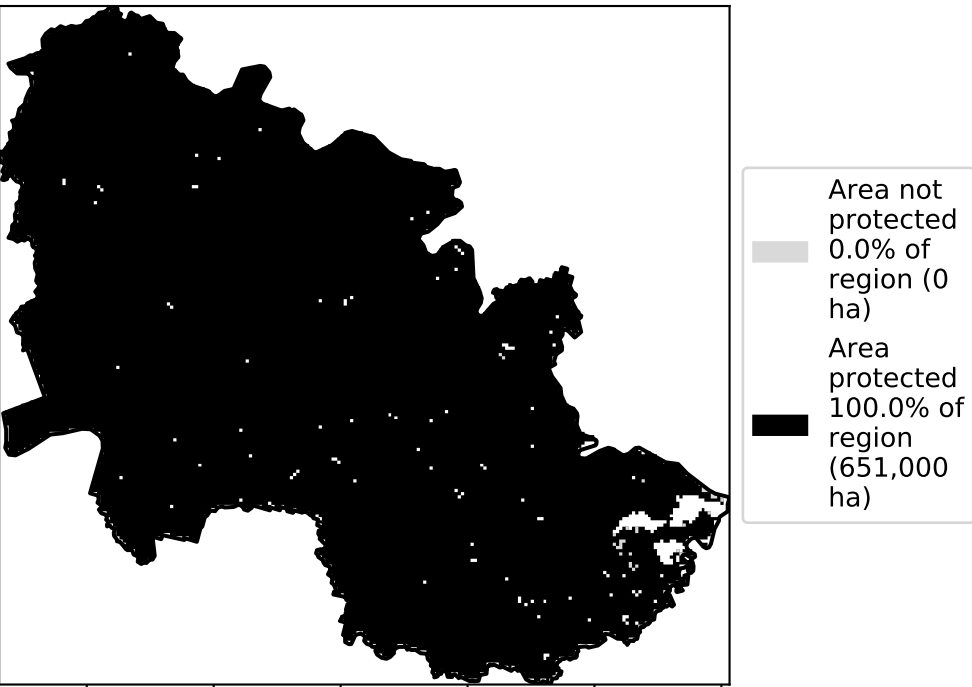 Area not
protected
0.0% of
region (0
ha)
Area
protected
100.0% of
region
(651,000
ha)